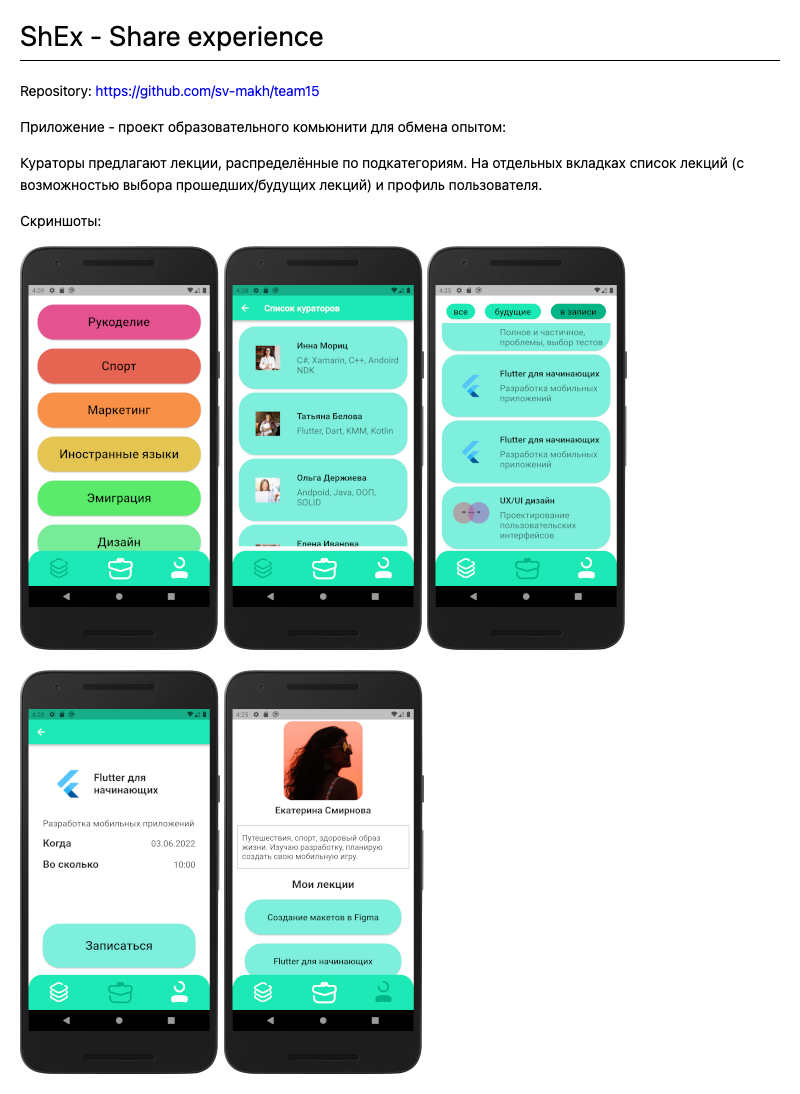 ShEx - Share experience
Repository: https://github.com/sv-makh/team15
Приложение - проект образовательного комьюнити для обмена опытом:
Кураторы предлагают лекции, распределённые по подкатегориям. На отдельных вкладках список лекций (с
возможностью выбора прошедших/будущих лекций) и профиль пользователя.
Скриншоты:
4:09
Рукоделие
Спорт
Маркетинг
Иностранные языки
Эмиграция
Дизайн
4:28
Список кураторов
Инна Мориц
C#, Xamarin, C++, Andoird
NDK
Татьяна Белова
Flutter, Dart, KMM, Kotlin
Ольга Держиева
Andpoid, Java, ООП,
SOLID
Елена Иванова
4:25
все
будущие
в записи
Полное и частичное,
проблемы, выбор тестов
Flutter для начинающих
Разработка мобильных
приложений
Flutter для начинающих
Разработка мобильных
приложений
UX/UI дизайн
Проектирование
пользовательских
интерфейсов
4:28
Flutter для
начинающих
Разработка мобильных приложений
Когда 03.06.2022
Во сколько 10:00
Записаться
4:25
Екатерина Смирнова
Путешествия, спорт, здоровый образ
жизни. Изучаю разработку, планирую
создать свою мобильную игру.
Мои лекции
Создание макетов в Figma
Flutter для начинающих